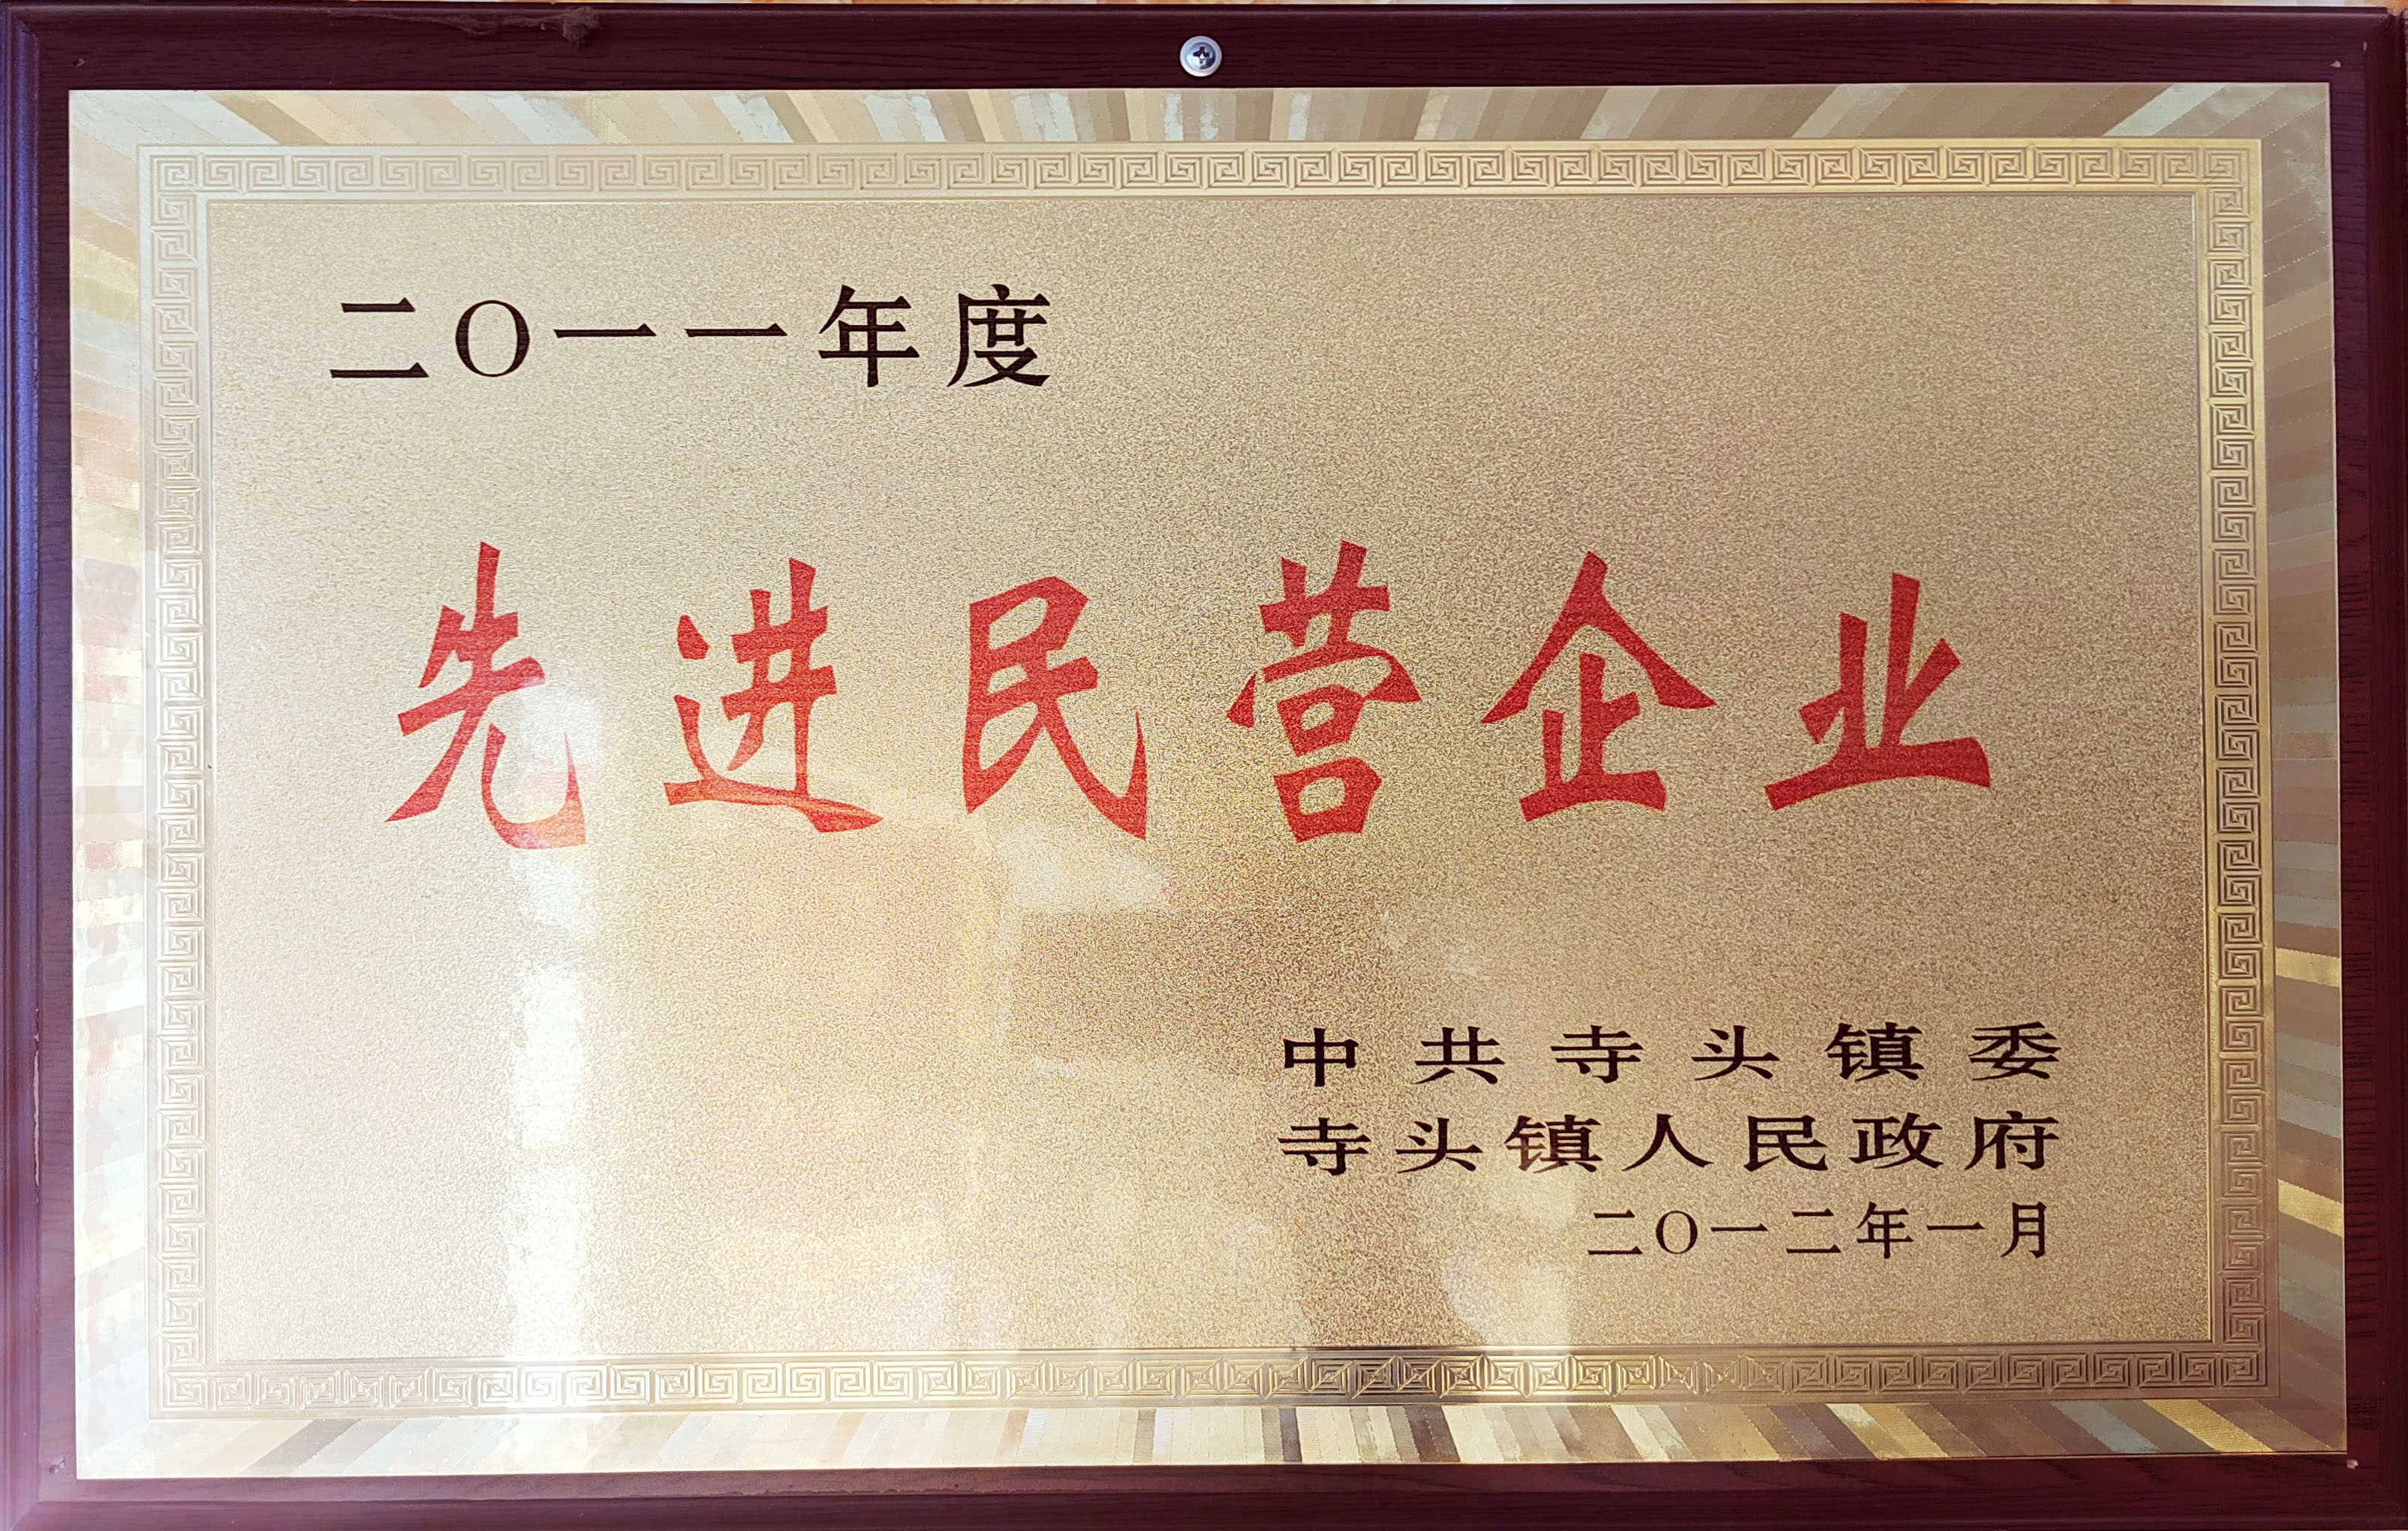 二〇一一年度
先进民营企业
中共寺头镇委
寺头镇人民政府
二〇一二年一月